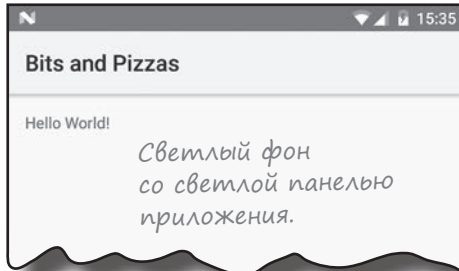 15:35
Bits and Pizzas
Hello World!
Светлый фон
со светлой панелью
приложения.